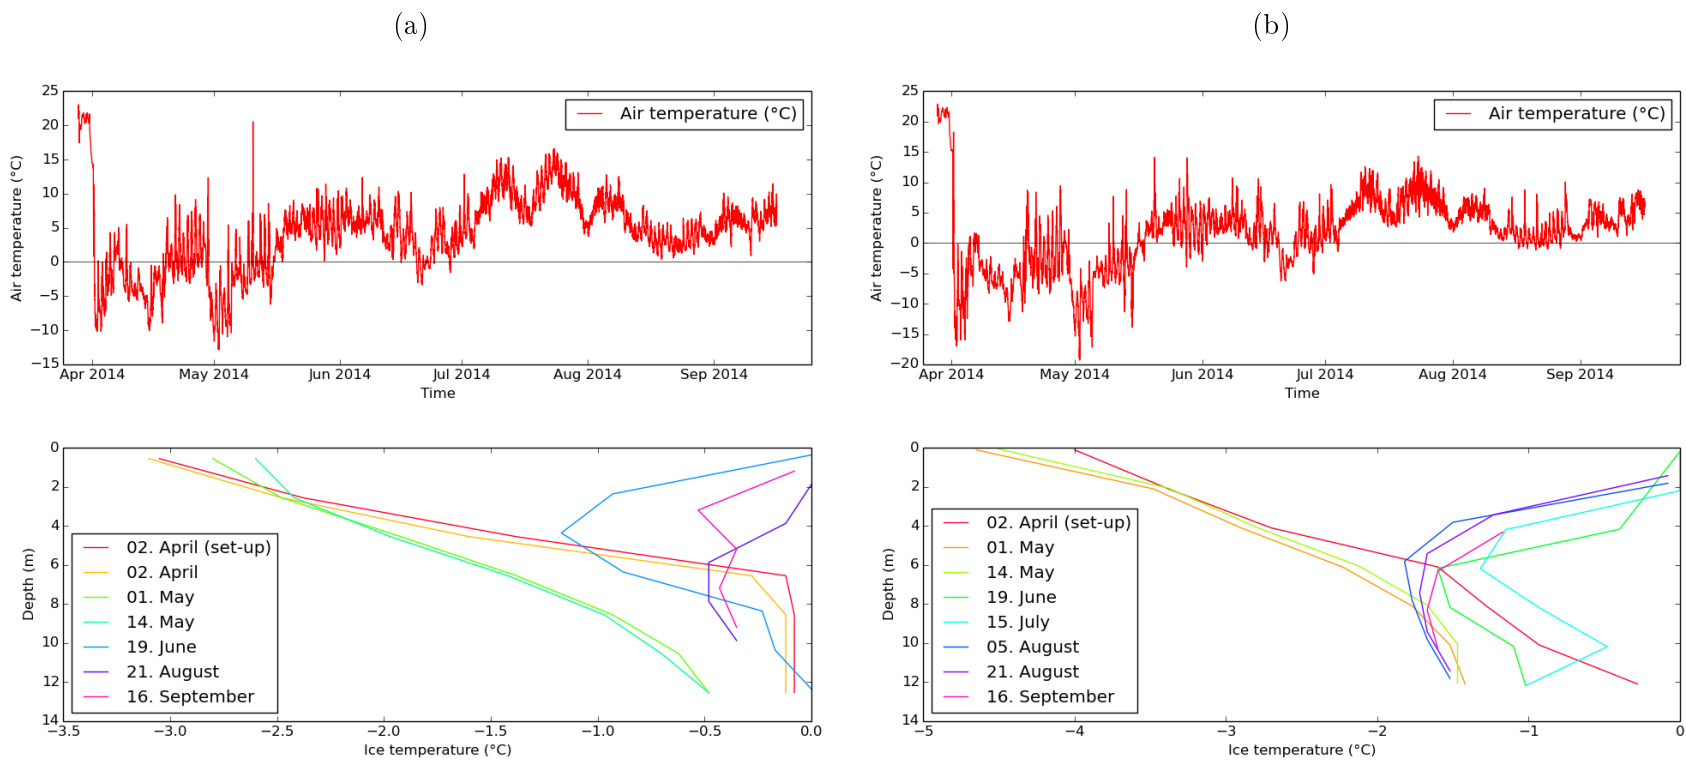 (a)
(b)
25
20
15
10
5
0
−5
−10
−15
Air temperature (°C)
Air temperature (°C)
Apr 2014 May 2014 Jun 2014 Jul 2014 Aug 2014 Sep 2014
Time
25
20
15
10
5
0
−5
−10
−15
−20
Air temperature (°C)
Air temperature (°C)
Apr 2014 May 2014 Jun 2014 Jul 2014 Aug 2014 Sep 2014
Time
0
2
4
6
8
10
12
14
Depth (m)
02. April (set-up)
02. April
01. May
14. May
19. June
21. August
16. September
−3.5 −3.0 −2.5 −2.0 −1.5 −1.0 −0.5 0.0
Ice temperature (°C)
0
2
4
6
8
10
12
14
Depth (m)
02. April (set-up)
01. May
14. May
19. June
15. July
05. August
21. August
16. September
−5 −4 −3 −2 −1 0
Ice temperature (°C)